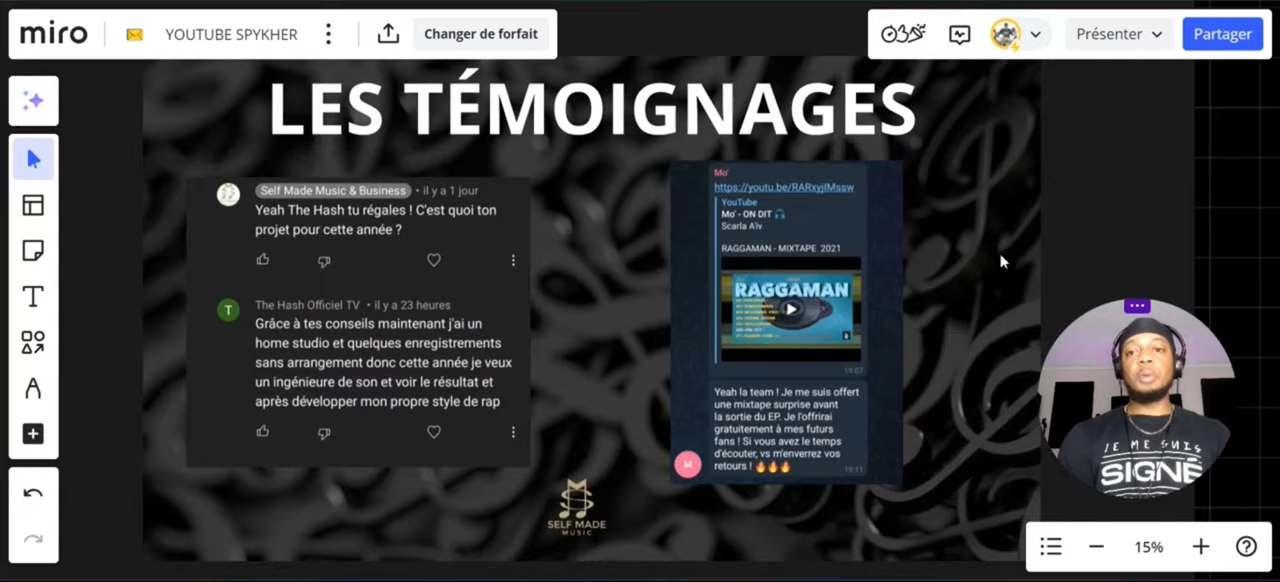 miro
YOUTUBE SPYKHER
Changer de forfait
Présenter
Partager
LES TÉMOIGNAGES
Self Made Music & Business • il y a 1 jour
Yeah The Hash tu régales ! C'est quoi ton
projet pour cette année ?
T
The Hash Officiel TV • il y a 23 heures
Grâce à tes conseils maintenant j'ai un
home studio et quelques enregistrements
sans arrangement donc cette année je veux
un ingénieure de son et voir le résultat et
après développer mon propre style de rap
Mo'
https://youtu.be/RARxyjIMssw
YouTube
Mo' - ON DIT 🎧
Scarla A'lv
RAGGAMAN - MIXTAPE 2021
RAGGAMAN
19:07
Yeah la team ! Je me suis offert
une mixtape surprise avant
la sortie du EP. Je l'offrirai
gratuitement à mes futurs
fans ! Si vous avez le temps
d'écouter, vs m'enverrez vos
retours ! 🔥🔥🔥
19:11
M
SELF MADE
MUSIC
JE ME SUIS
SIGNÉ
15%